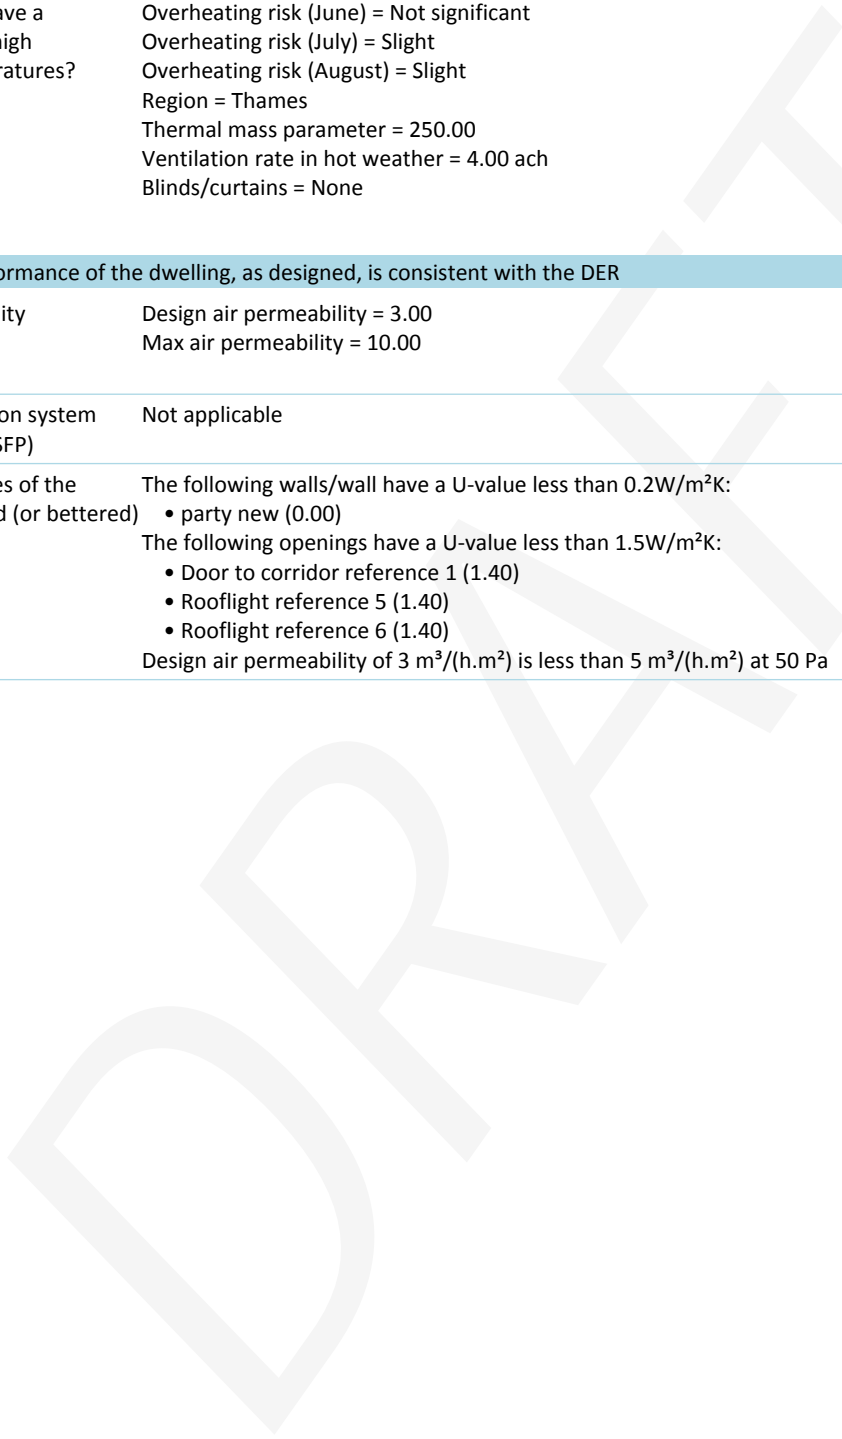 ave a Overheating risk (June) = Not significant
high Overheating risk (July) = Slight
ratures? Overheating risk (August) = Slight
Region = Thames
Thermal mass parameter = 250.00
Ventilation rate in hot weather = 4.00 ach
Blinds/curtains = None
ormance of the dwelling, as designed, is consistent with the DER
ity Design air permeability = 3.00
Max air permeability = 10.00
on system Not applicable
SFP)
es of the The following walls/wall have a U-value less than 0.2W/m²K:
d (or bettered) • party new (0.00)
The following openings have a U-value less than 1.5W/m²K:
• Door to corridor reference 1 (1.40)
• Rooflight reference 5 (1.40)
• Rooflight reference 6 (1.40)
Design air permeability of 3 m³/(h.m²) is less than 5 m³/(h.m²) at 50 Pa
DRAFT